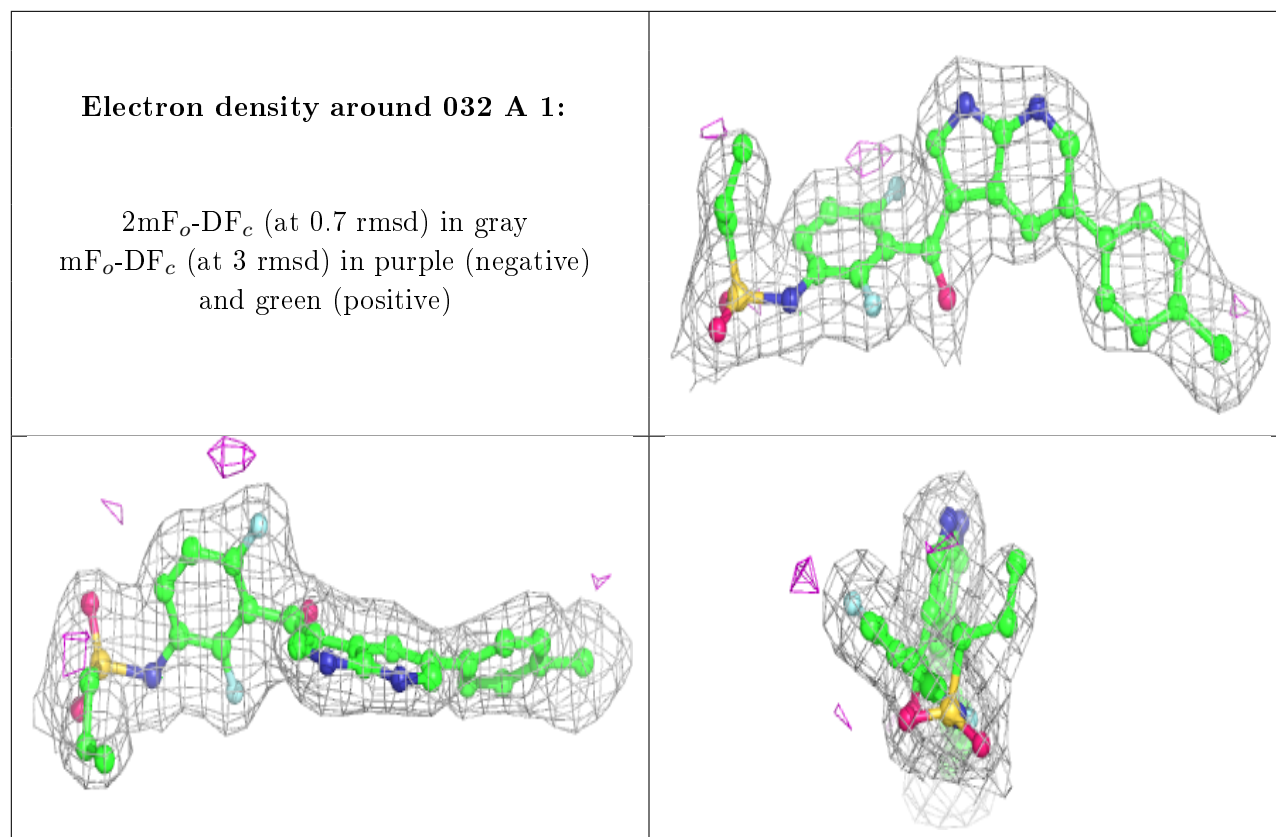 Electron density around 032 A 1:
2mFₒ-DF𝒸 (at 0.7 rmsd) in gray
mFₒ-DF𝒸 (at 3 rmsd) in purple (negative)
and green (positive)